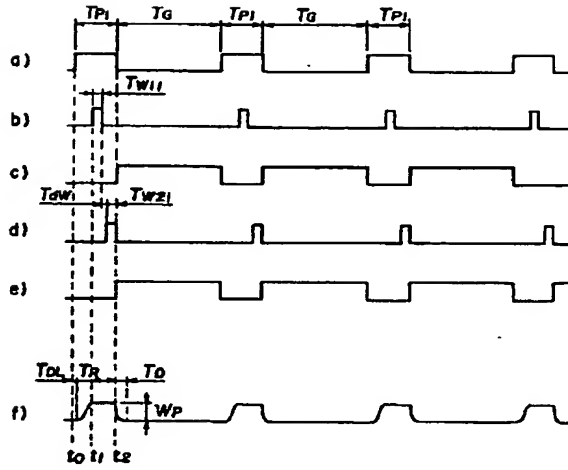 TP1 TG TP1 TG TP1
a)
TW11
b)
c)
TdW1 TW21
d)
e)
TDL TR TD
f) WP
t0 t1 t2